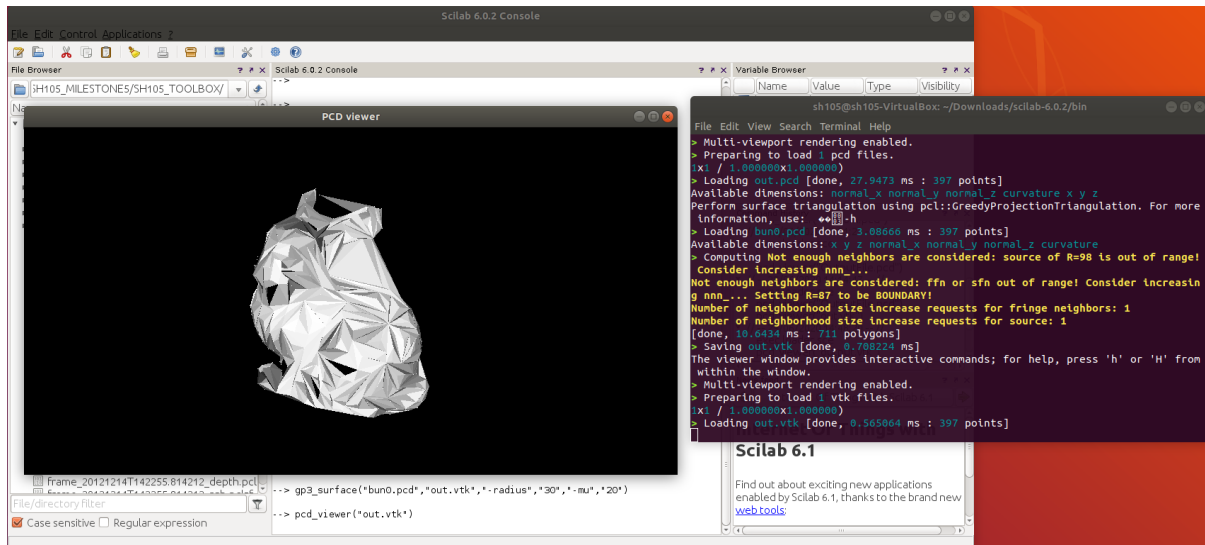 Scilab 6.0.2 Console
File Edit Control Applications ?
File Browser ? ↗ X
Scilab 6.0.2 Console ? ↗ X
Variable Browser ? ↗ X
SH105_MILESTONES/SH105_TOOLBOX/
-->
-->
Name Value Type Visibility
PCD viewer
sh105@sh105-VirtualBox: ~/Downloads/scilab-6.0.2/bin
File Edit View Search Terminal Help
> Multi-viewport rendering enabled.
> Preparing to load 1 pcd files.
1x1 / 1.000000x1.000000)
> Loading out.pcd [done, 27.9473 ms : 397 points]
Available dimensions: normal_x normal_y normal_z curvature x y z
Perform surface triangulation using pcl::GreedyProjectionTriangulation. For more
information, use: -h
> Loading bun0.pcd [done, 3.08666 ms : 397 points]
Available dimensions: x y z normal_x normal_y normal_z curvature
> Computing Not enough neighbors are considered: source of R=98 is out of range!
Consider increasing nnn_...
Not enough neighbors are considered: ffn or sfn out of range! Consider increasin
g nnn_... Setting R=87 to be BOUNDARY!
Number of neighborhood size increase requests for fringe neighbors: 1
Number of neighborhood size increase requests for source: 1
[done, 10.6434 ms : 711 polygons]
> Saving out.vtk [done, 0.708224 ms]
The viewer window provides interactive commands; for help, press 'h' or 'H' from
within the window.
> Multi-viewport rendering enabled.
> Preparing to load 1 vtk files.
1x1 / 1.000000x1.000000)
> Loading out.vtk [done, 0.565064 ms : 397 points]
Scilab 6.1
Find out about exciting new applications
enabled by Scilab 6.1, thanks to the brand new
web tools:
frame_20121214T142255.814212_depth.pcl
--> gp3_surface("bun0.pcd","out.vtk","-radius","30","-mu","20")
File/directory filter
--> pcd_viewer("out.vtk")
Case sensitive Regular expression